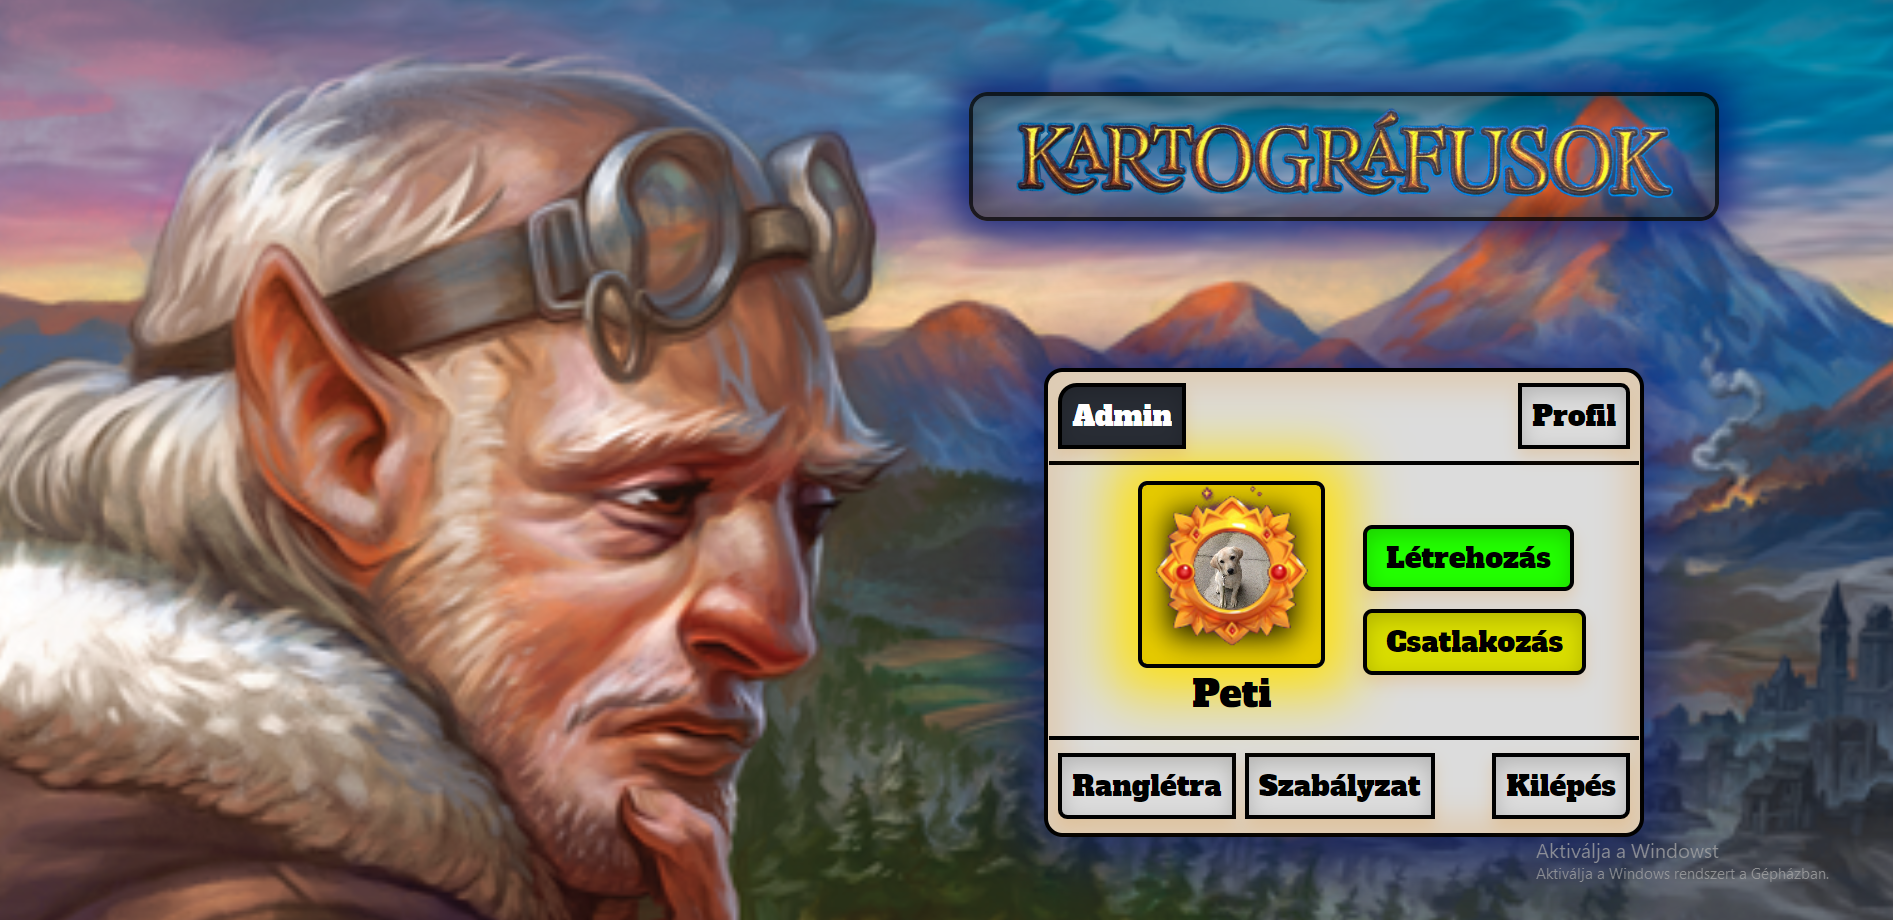 KARTOGRÁFUSOK
Admin
Profil
Létrehozás
Csatlakozás
Peti
Ranglétra
Szabályzat
Kilépés
Aktiválja a Windowst
Aktiválja a Windows rendszert a Gépházban.